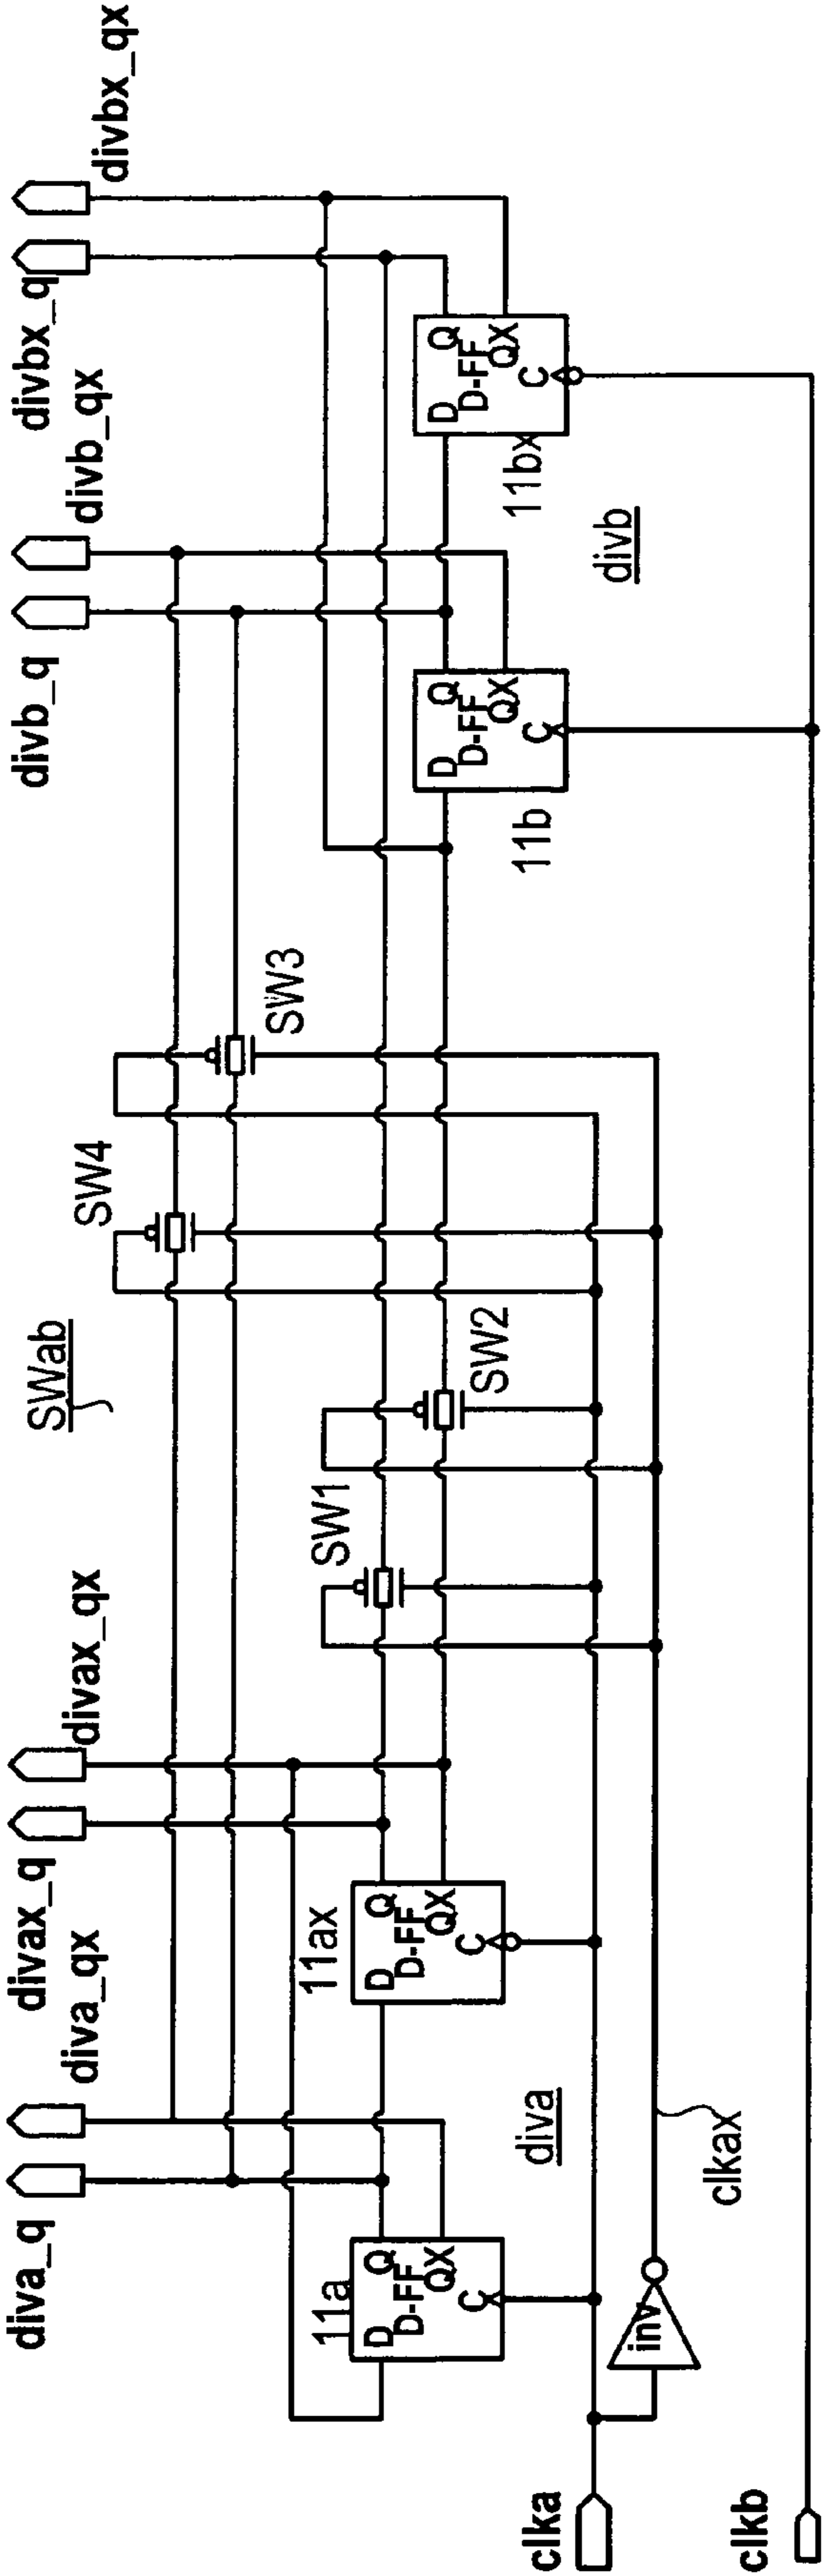 diva_q
diva_qx
divax_q
divax_qx
divb_q
divb_qx
divbx_q
divbx_qx
SWab
SW4
SW3
SW1
SW2
11a
D
Q
D-FF
QX
C
11ax
D
Q
D-FF
QX
C
11b
D
Q
D-FF
QX
C
11bx
D
Q
D-FF
QX
C
diva
divb
clka
inv
clkax
clkb